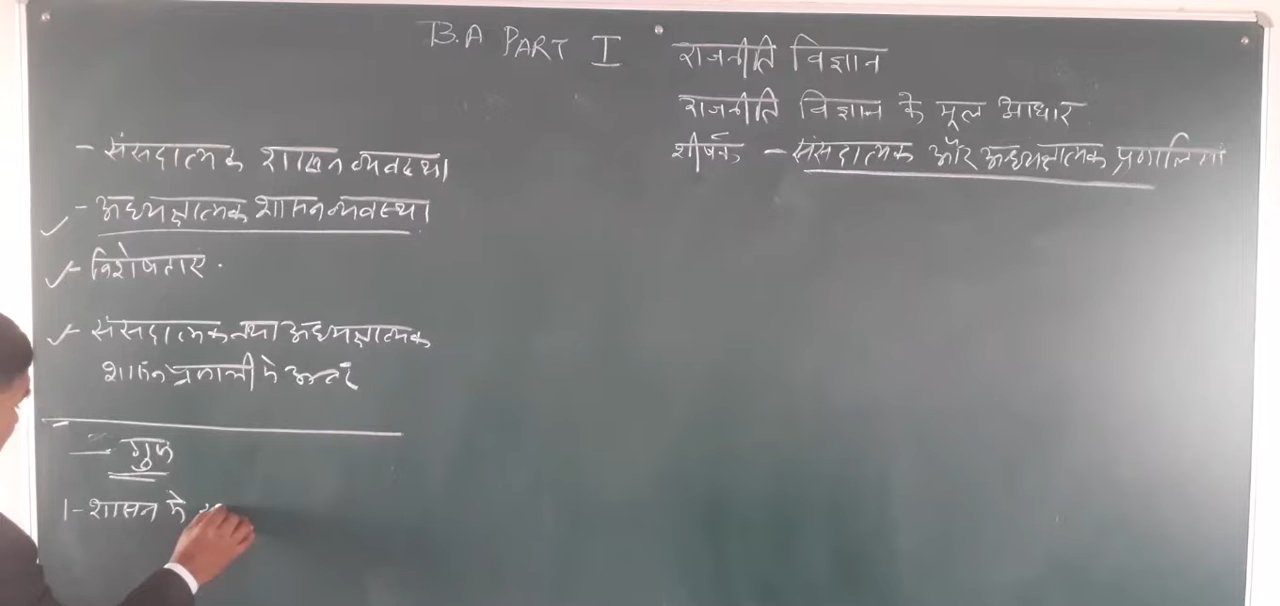 B.A PART I
राजनीति विज्ञान
राजनीति विज्ञान के मूल आधार
शीर्षक - संसदात्मक और अध्यक्षात्मक प्रणालियां
- संसदात्मक शासन व्यवस्था।
- अध्यक्षात्मक शासन व्यवस्था।
- विशेषताएं.
- संसदात्मक तथा अध्यक्षात्मक
शासन प्रणाली में अन्तर
- गुण
1- शासन में